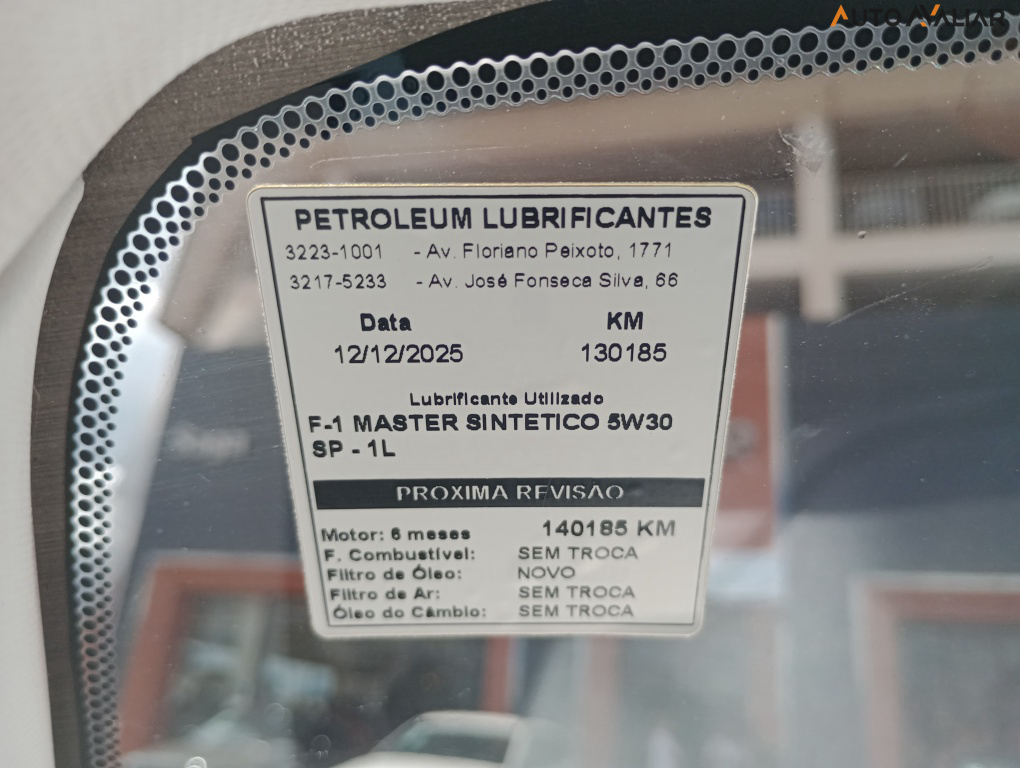 AUTO AVALIAR
PETROLEUM LUBRIFICANTES
3223-1001 - Av. Floriano Peixoto, 1771
3217-5233 - Av. José Fonseca Silva, 66
Data KM
12/12/2025 130185
Lubrificante Utilizado
F-1 MASTER SINTETICO 5W30
SP - 1L
PROXIMA REVISAO
Motor: 6 meses 140185 KM
F. Combustível: SEM TROCA
Filtro de Óleo: NOVO
Filtro de Ar: SEM TROCA
Óleo do Câmbio: SEM TROCA